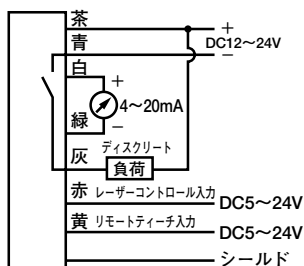 茶
＋
青
DC12～24V
－
白
＋
4～20mA
緑
－
灰
ディスクリート
負荷
赤 レーザーコントロール入力
DC5～24V
黄 リモートティーチ入力
DC5～24V
シールド